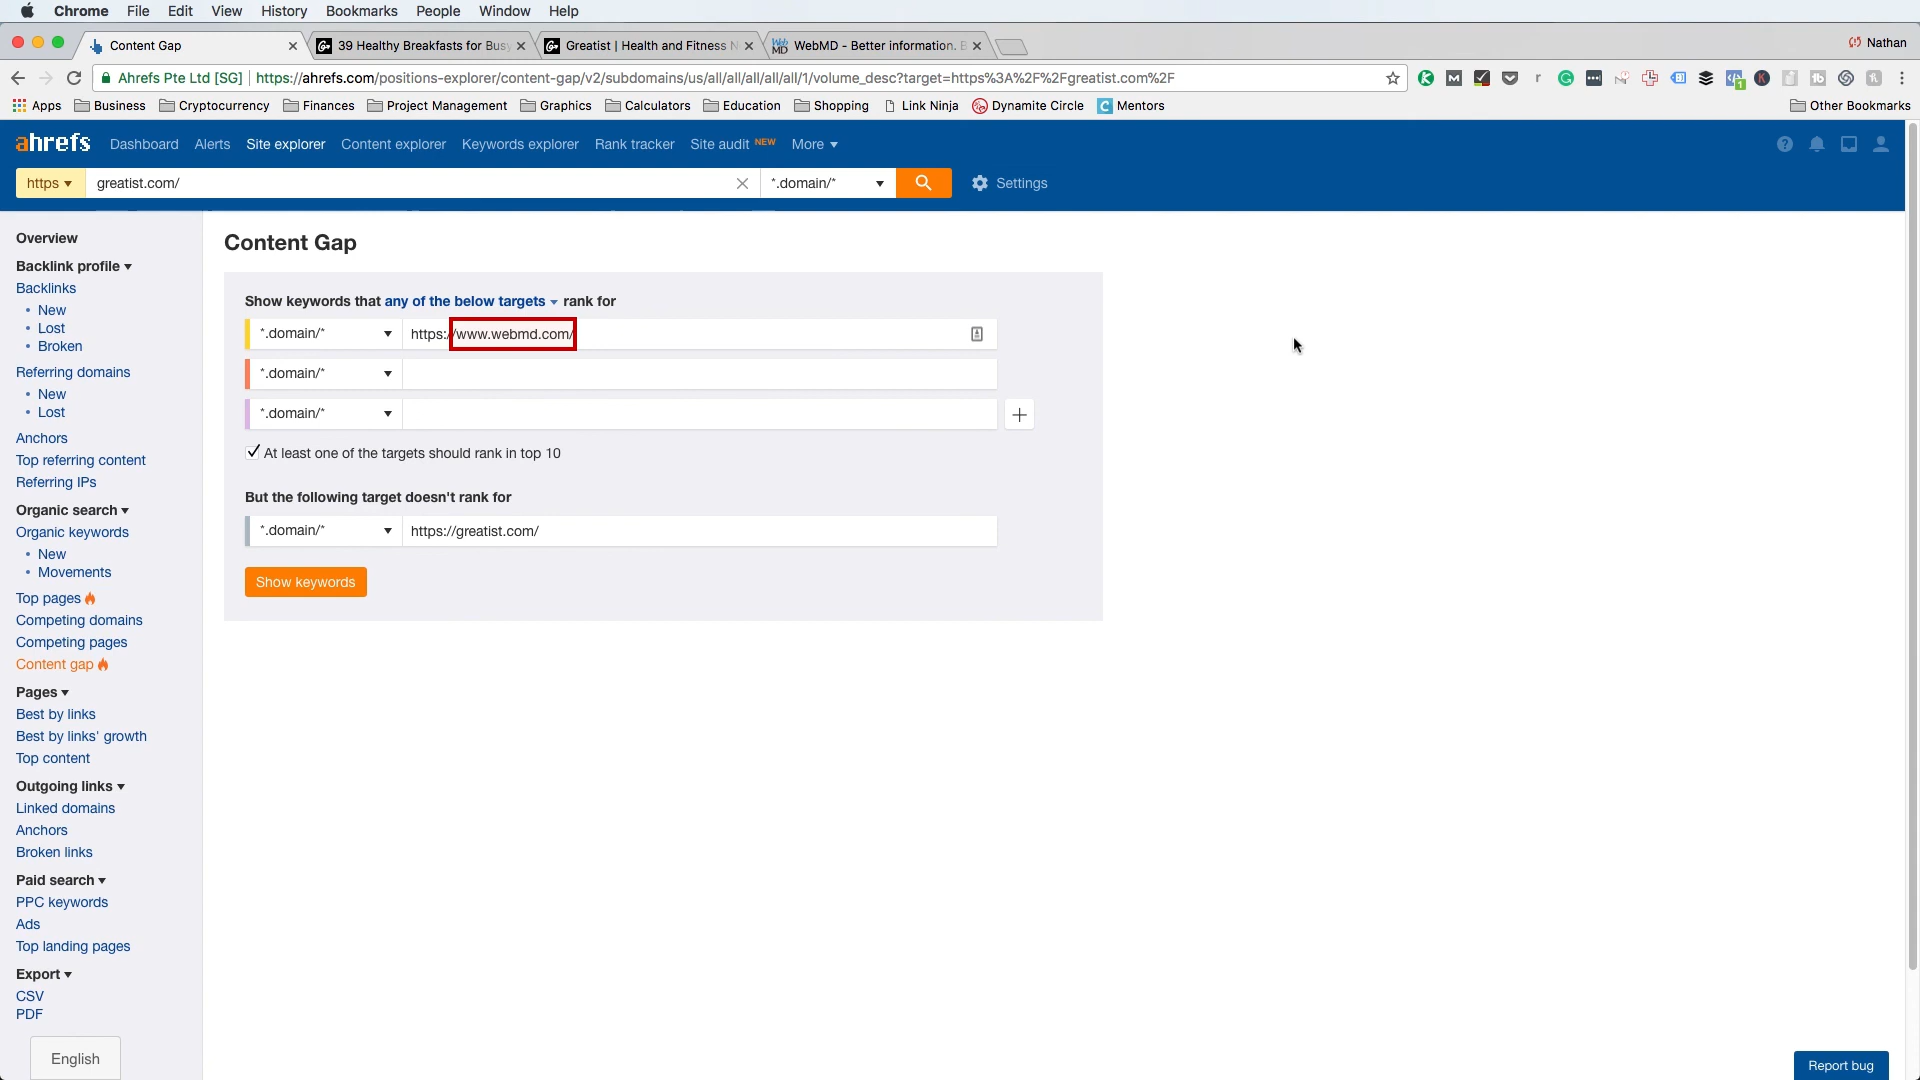 Chrome File Edit View History Bookmarks People Window Help
Content Gap
39 Healthy Breakfasts for Busy
Greatist | Health and Fitness N
WebMD - Better information. B
Nathan
Ahrefs Pte Ltd [SG] https://ahrefs.com/positions-explorer/content-gap/v2/subdomains/us/all/all/all/all/all/1/volume_desc?target=https%3A%2F%2Fgreatist.com%2F
Apps Business Cryptocurrency Finances Project Management Graphics Calculators Education Shopping Link Ninja Dynamite Circle Mentors Other Bookmarks
ahrefs Dashboard Alerts Site explorer Content explorer Keywords explorer Rank tracker Site audit NEW More
https greatist.com/ *.domain/* Settings
Overview
Backlink profile
Backlinks
• New
• Lost
• Broken
Referring domains
• New
• Lost
Anchors
Top referring content
Referring IPs
Organic search
Organic keywords
• New
• Movements
Top pages
Competing domains
Competing pages
Content gap
Pages
Best by links
Best by links' growth
Top content
Outgoing links
Linked domains
Anchors
Broken links
Paid search
PPC keywords
Ads
Top landing pages
Export
CSV
PDF
English
Content Gap
Show keywords that any of the below targets rank for
*.domain/* https://www.webmd.com/
*.domain/*
*.domain/*
At least one of the targets should rank in top 10
But the following target doesn't rank for
*.domain/* https://greatist.com/
Show keywords
Report bug